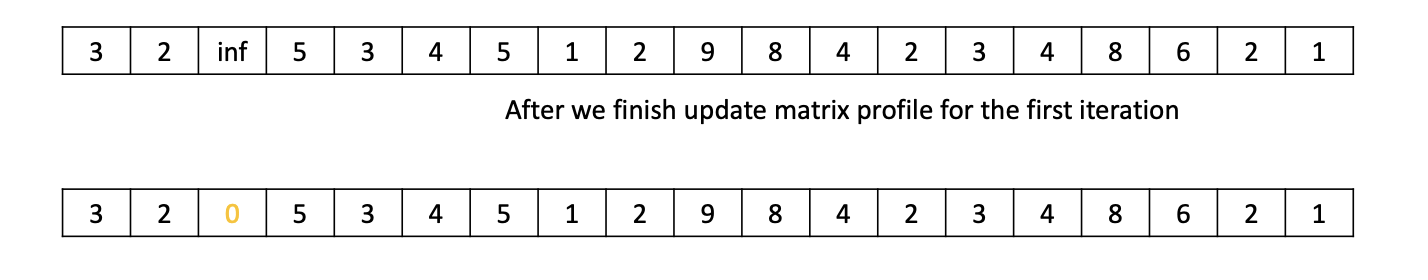 3 2 inf 5 3 4 5 1 2 9 8 4 2 3 4 8 6 2 1
After we finish update matrix profile for the first iteration
3 2 0 5 3 4 5 1 2 9 8 4 2 3 4 8 6 2 1